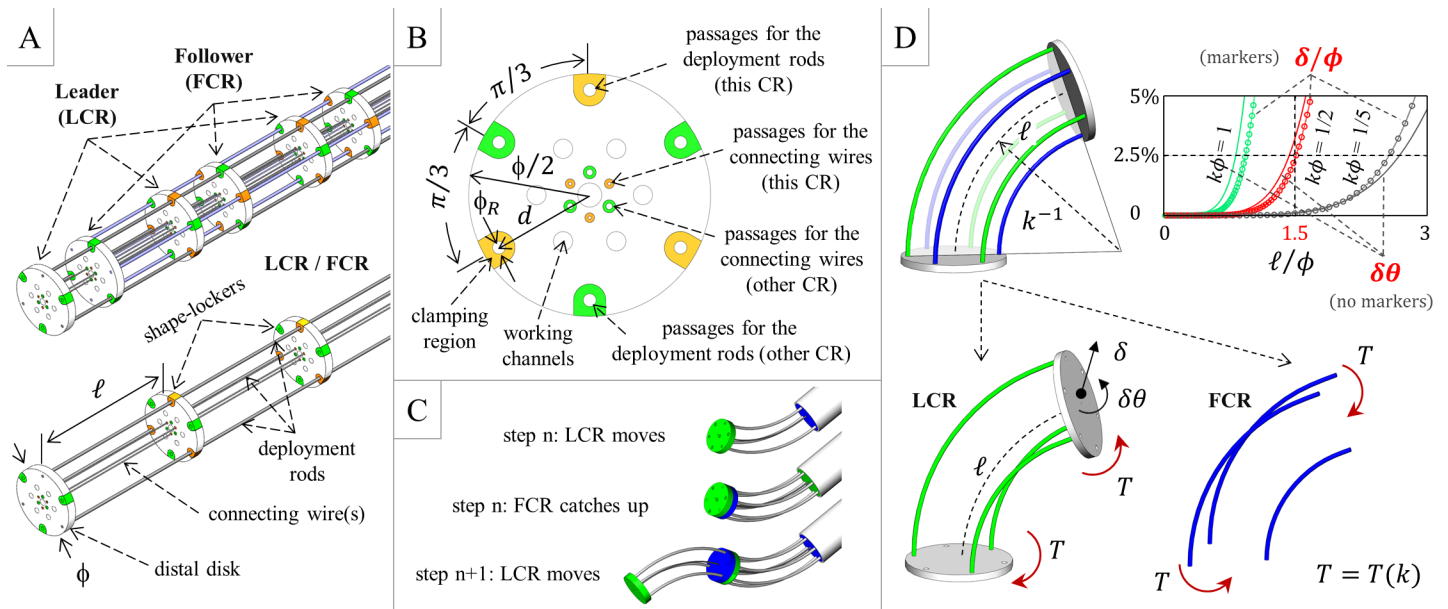 A
Follower
(FCR)
Leader
(LCR)
LCR / FCR
shape-lockers
ℓ
deployment
rods
connecting wire(s)
distal disk
ϕ
B
π/3
π/3
ϕ/2
ϕ_R
d
clamping
region
working
channels
passages for the
deployment rods
(this CR)
passages for the
connecting wires
(this CR)
passages for the
connecting wires
(other CR)
passages for the
deployment rods (other CR)
C
step n: LCR moves
step n: FCR catches up
step n+1: LCR moves
D
ℓ
k⁻¹
(markers)
δ/ϕ
5%
2.5%
0
kϕ= 1
kϕ= 1/2
kϕ= 1/5
0
1.5
3
ℓ/ϕ
δθ
(no markers)
LCR
ℓ
δ
δθ
T
T
FCR
T
T
T = T(k)